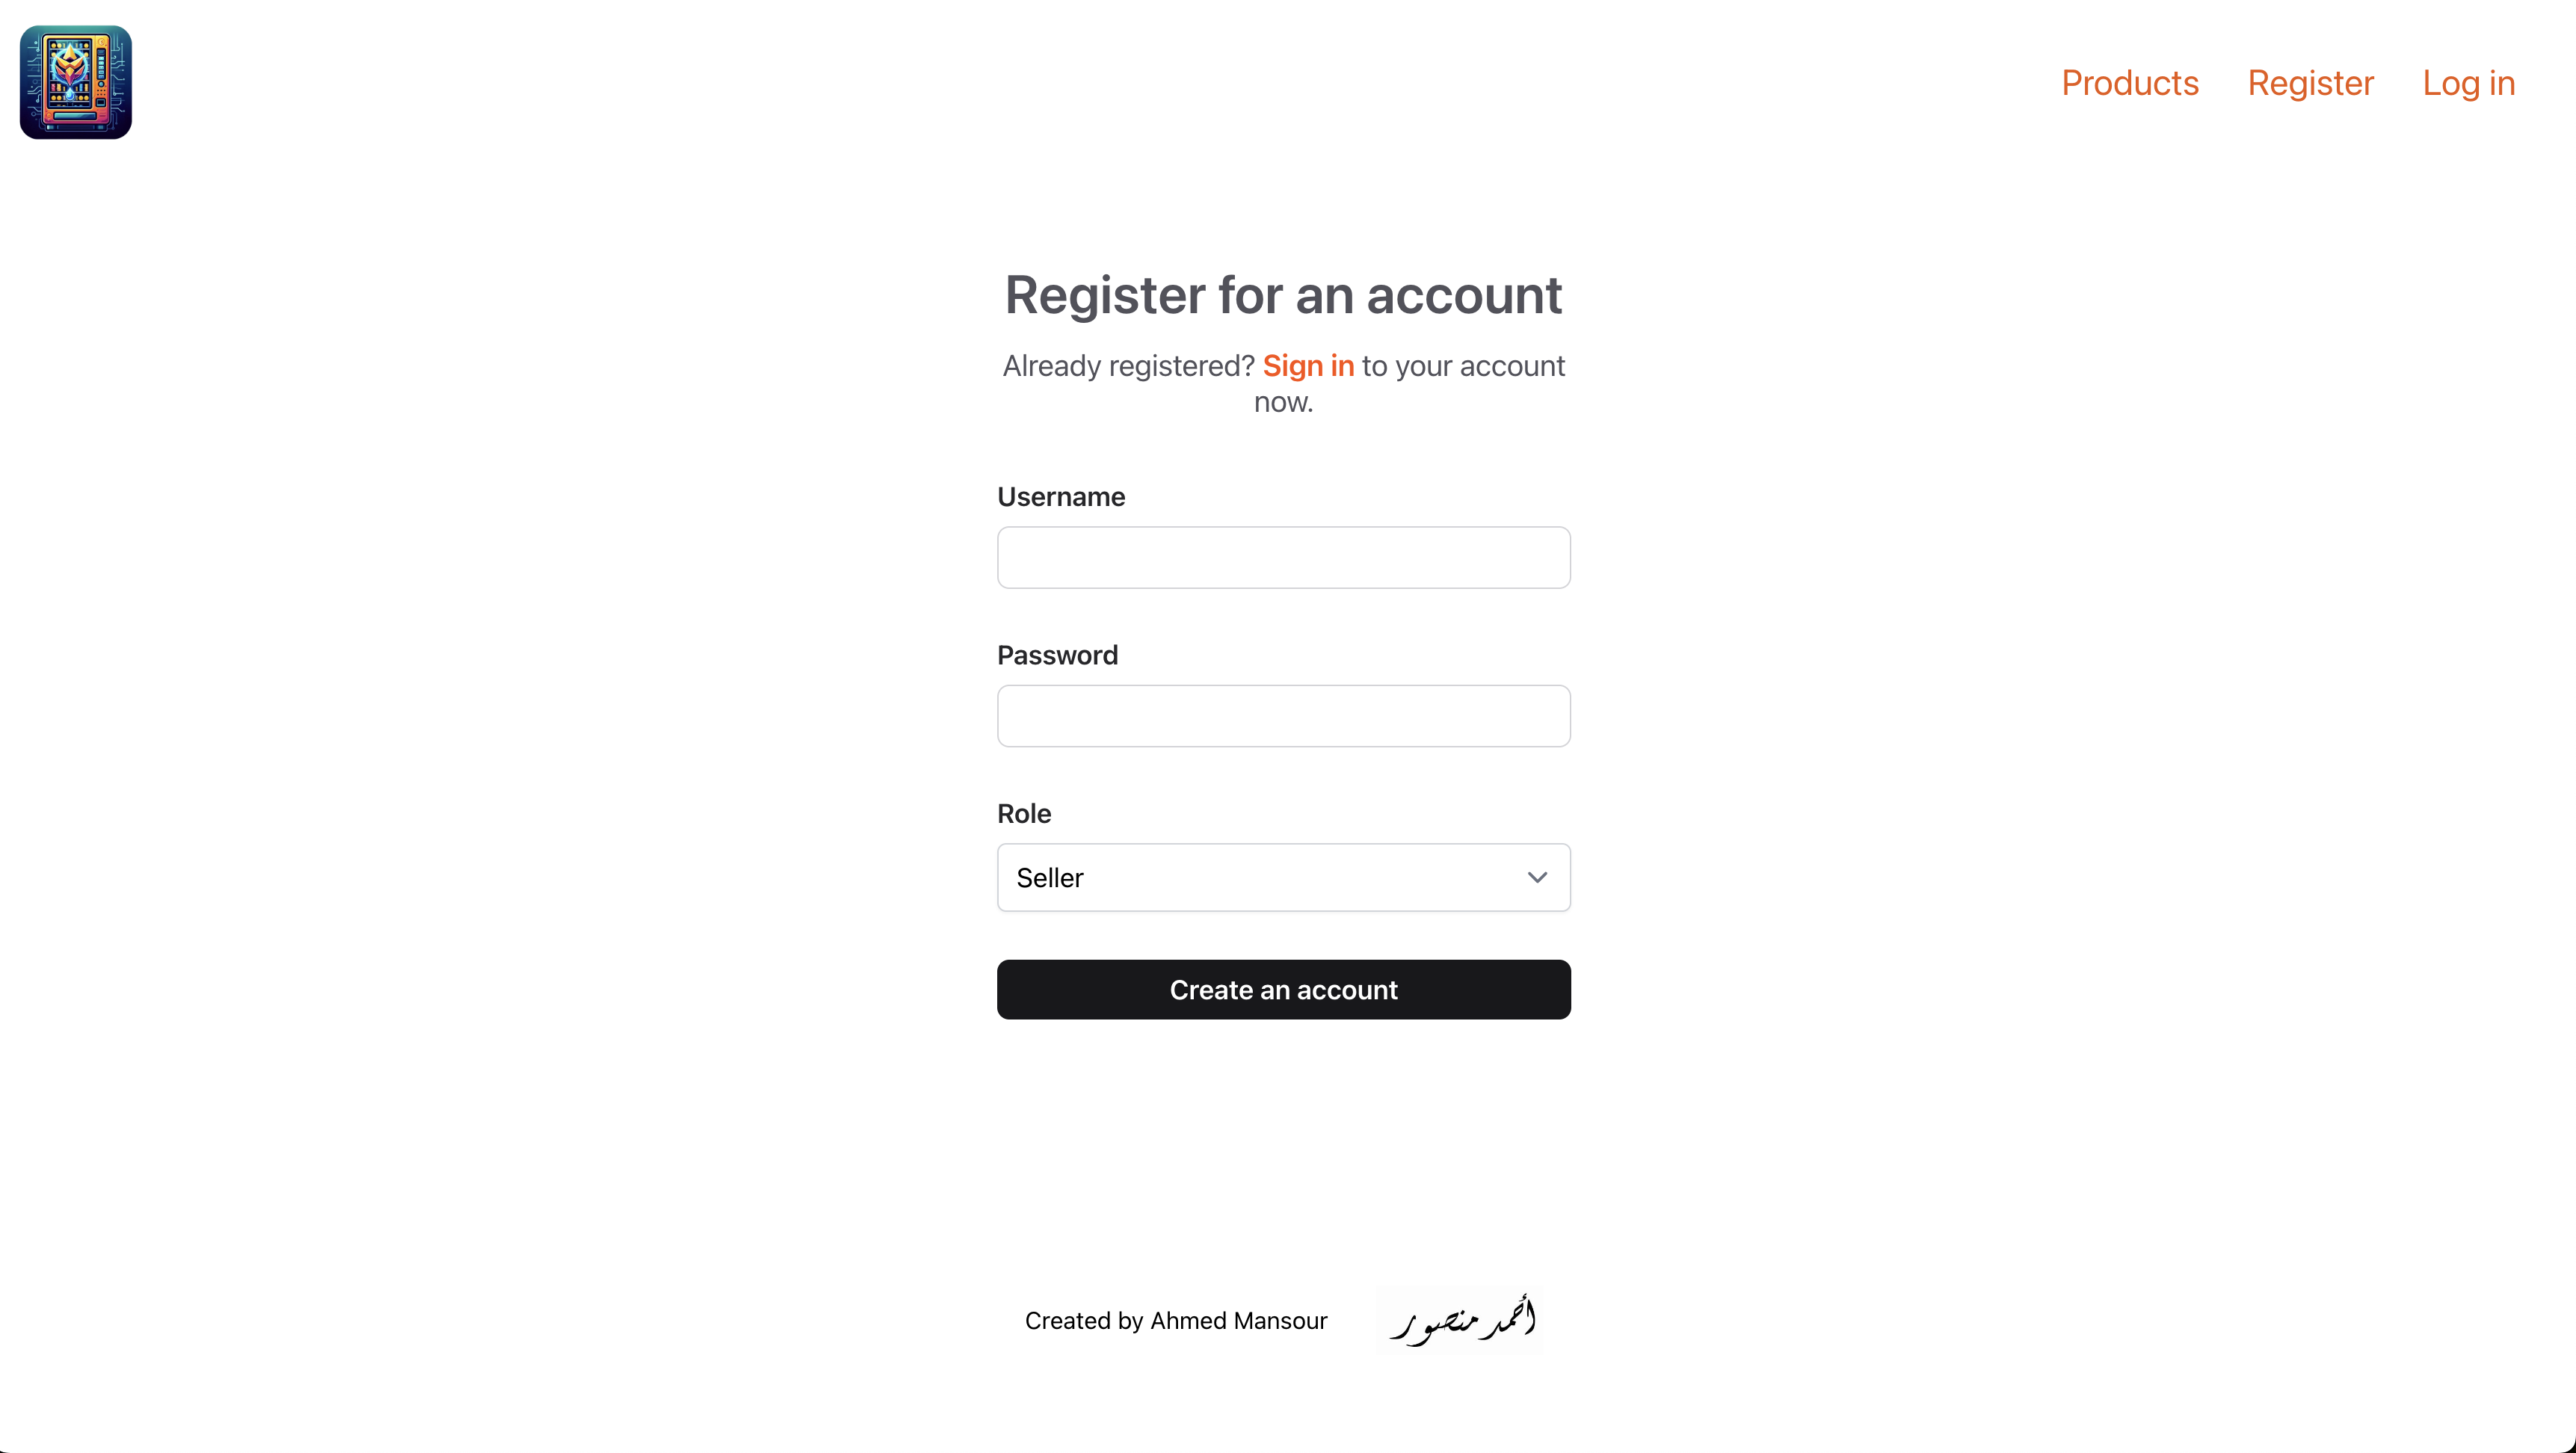 Products Register Log in
Register for an account
Already registered? Sign in to your account
now.
Username
Password
Role
Seller
Create an account
Created by Ahmed Mansour
أحمد منصور